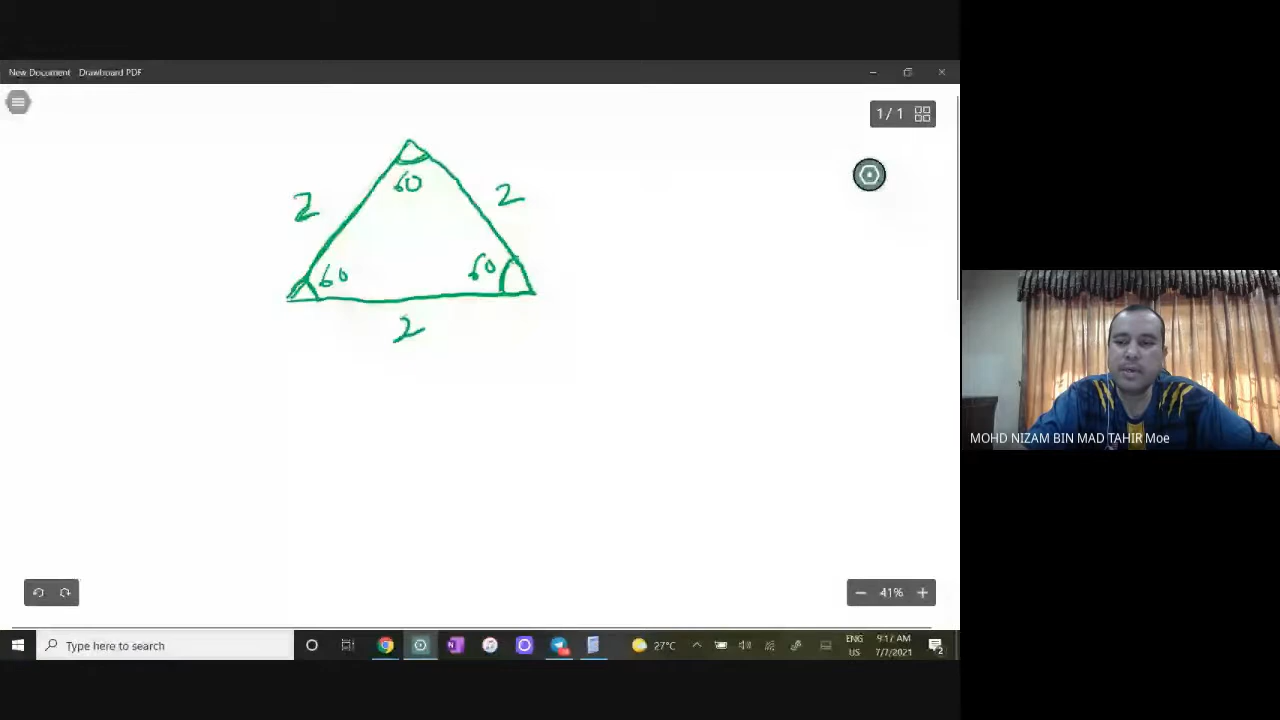 New Document Drawboard PDF
1 / 1
60
2
2
60
60
2
MOHD NIZAM BIN MAD TAHIR Moe
41%
Type here to search
27°C
ENG
US
9:17 AM
7/7/2021
2